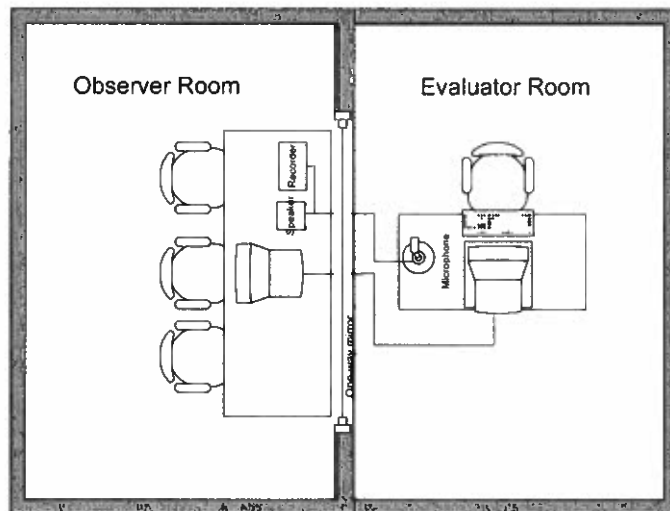 Observer Room
Evaluator Room
Recorder
Speaker
Microphone
One-way mirror